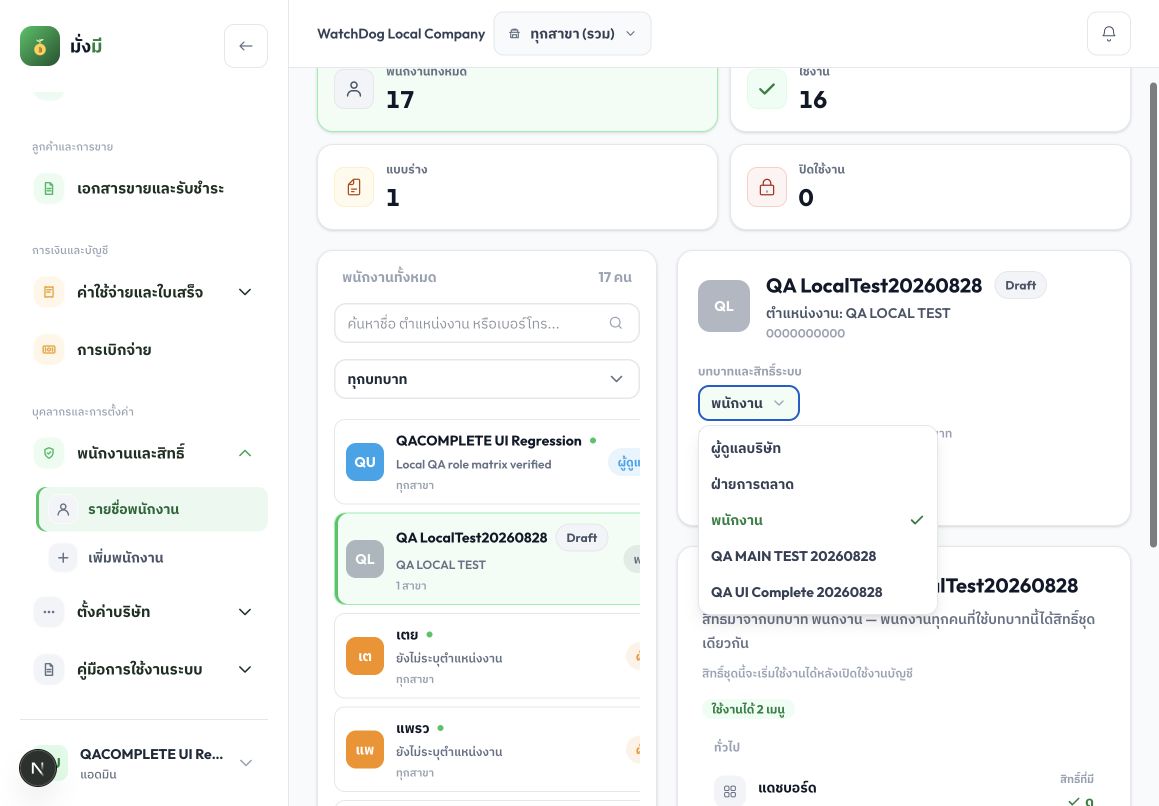 มั่งมี
ลูกค้าและการขาย
เอกสารขายและรับชำระ
การเงินและบัญชี
ค่าใช้จ่ายและใบเสร็จ
การเบิกจ่าย
บุคลากรและการตั้งค่า
พนักงานและสิทธิ์
รายชื่อพนักงาน
เพิ่มพนักงาน
ตั้งค่าบริษัท
คู่มือการใช้งานระบบ
QACOMPLETE UI Re...
แอดมิน
N
WatchDog Local Company
ทุกสาขา (รวม)
พนักงานทั้งหมด
17
ใช้งาน
16
แบบร่าง
1
ปิดใช้งาน
0
พนักงานทั้งหมด 17 คน
ค้นหาชื่อ ตำแหน่งงาน หรือเบอร์โทร...
ทุกบทบาท
QU
QACOMPLETE UI Regression
Local QA role matrix verified
ทุกสาขา
QL
QA LocalTest20260828 Draft
QA LOCAL TEST
1 สาขา
เต
เตย
ยังไม่ระบุตำแหน่งงาน
ทุกสาขา
แพ
แพรว
ยังไม่ระบุตำแหน่งงาน
ทุกสาขา
QL
QA LocalTest20260828 Draft
ตำแหน่งงาน: QA LOCAL TEST
0000000000
บทบาทและสิทธิ์ระบบ
พนักงาน
ผู้ดูแลบริษัท
ฝ่ายการตลาด
พนักงาน
QA MAIN TEST 20260828
QA UI Complete 20260828
lTest20260828
สิทธิ์มาจากบทบาท พนักงาน — พนักงานทุกคนที่ใช้บทบาทนี้ได้สิทธิ์ชุด
เดียวกัน
สิทธิ์ชุดนี้จะเริ่มใช้งานได้หลังเปิดใช้งานบัญชี
ใช้งานได้ 2 เมนู
ทั่วไป
แดชบอร์ด
สิทธิ์ที่มี